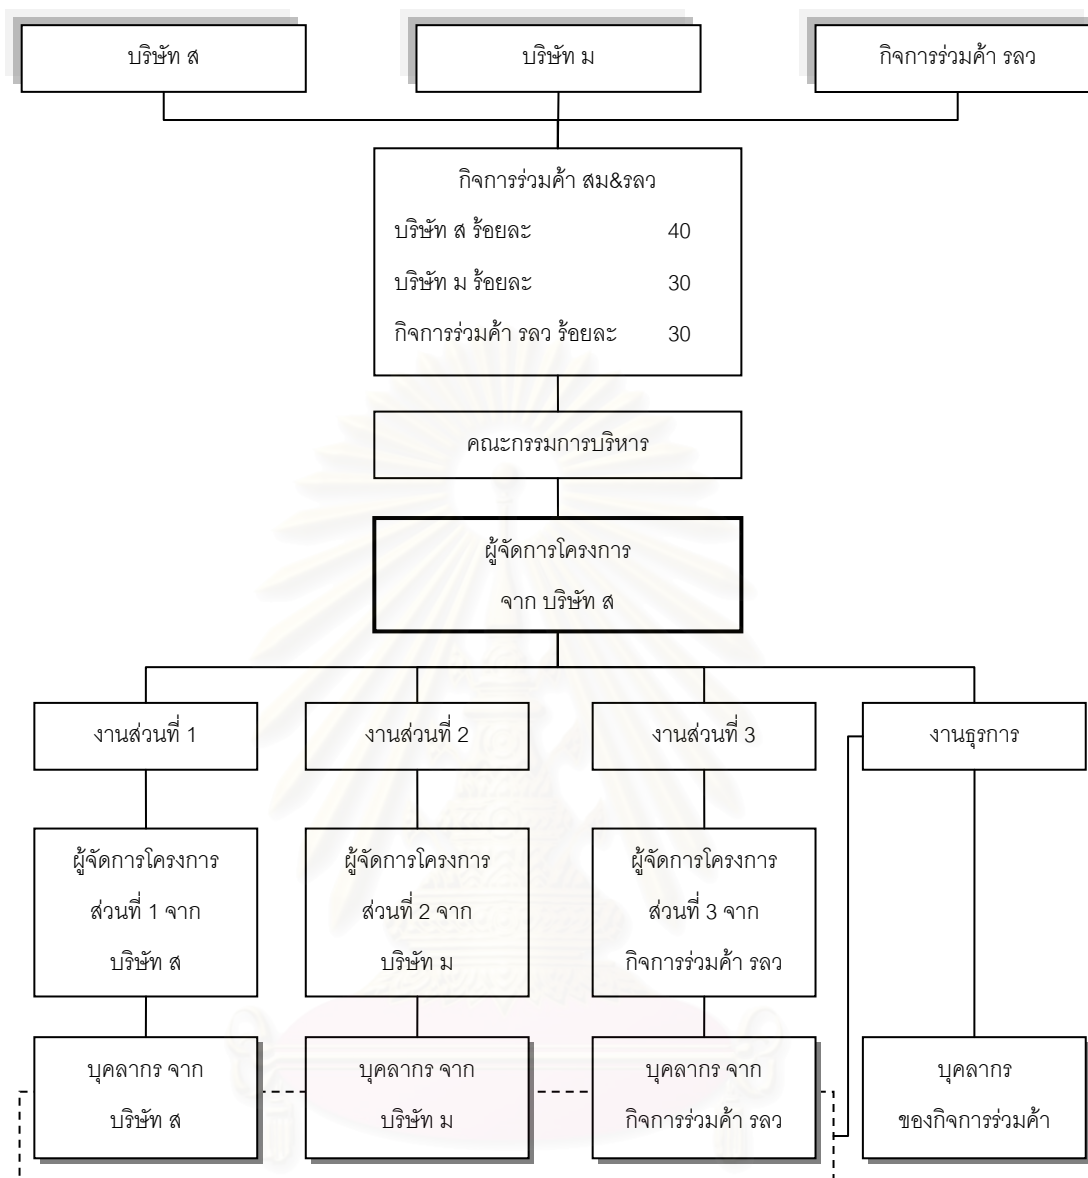 บริษัท ส
บริษัท ม
กิจการร่วมค้า รลว
กิจการร่วมค้า สม&รลว
บริษัท ส ร้อยละ 40
บริษัท ม ร้อยละ 30
กิจการร่วมค้า รลว ร้อยละ 30
คณะกรรมการบริหาร
ผู้จัดการโครงการ
จาก บริษัท ส
งานส่วนที่ 1
งานส่วนที่ 2
งานส่วนที่ 3
งานธุรการ
ผู้จัดการโครงการ
ส่วนที่ 1 จาก
บริษัท ส
ผู้จัดการโครงการ
ส่วนที่ 2 จาก
บริษัท ม
ผู้จัดการโครงการ
ส่วนที่ 3 จาก
กิจการร่วมค้า รลว
บุคลากร จาก
บริษัท ส
บุคลากร จาก
บริษัท ม
บุคลากร จาก
กิจการร่วมค้า รลว
บุคลากร
ของกิจการร่วมค้า